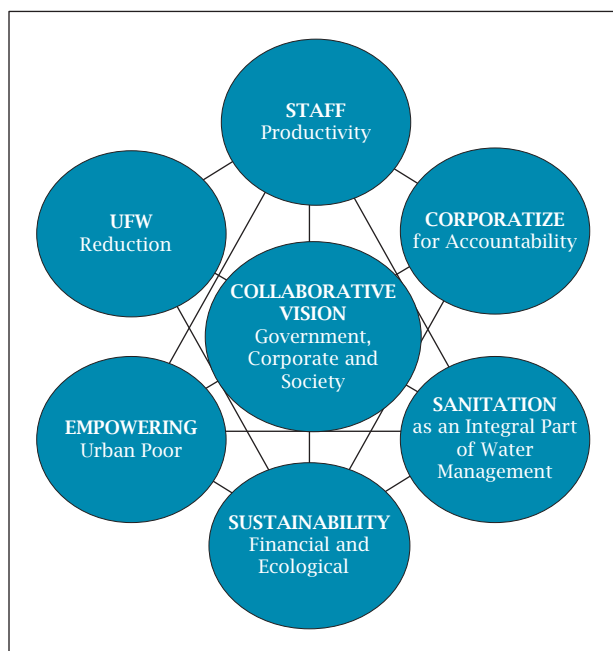 STAFF
Productivity
UFW
Reduction
CORPORATIZE
for Accountability
COLLABORATIVE
VISION
Government,
Corporate and
Society
EMPOWERING
Urban Poor
SANITATION
as an Integral Part
of Water
Management
SUSTAINABILITY
Financial and
Ecological